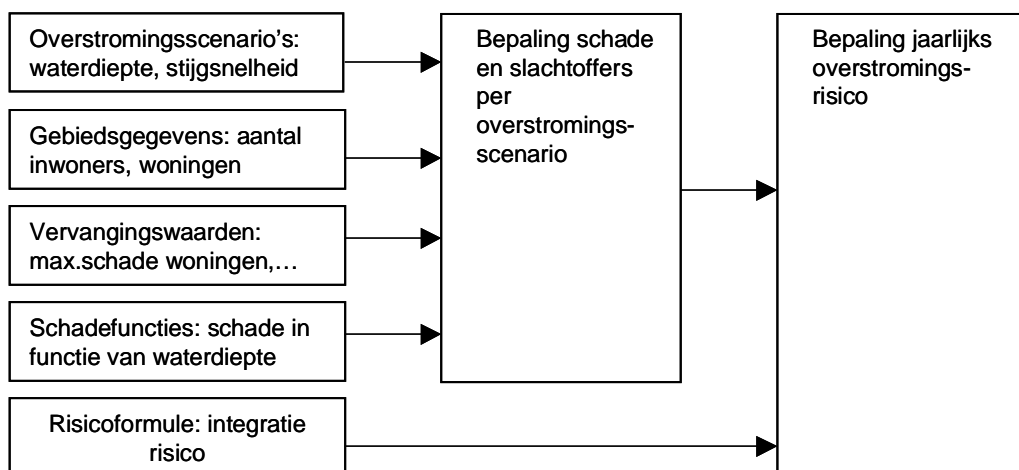 Overstromingsscenario's:
waterdiepte, stijgsnelheid
Gebiedsgegevens: aantal
inwoners, woningen
Vervangingswaarden:
max.schade woningen,…
Schadefuncties: schade in
functie van waterdiepte
Risicoformule: integratie
risico
Bepaling schade
en slachtoffers
per
overstromings-
scenario
Bepaling jaarlijks
overstromings-
risico